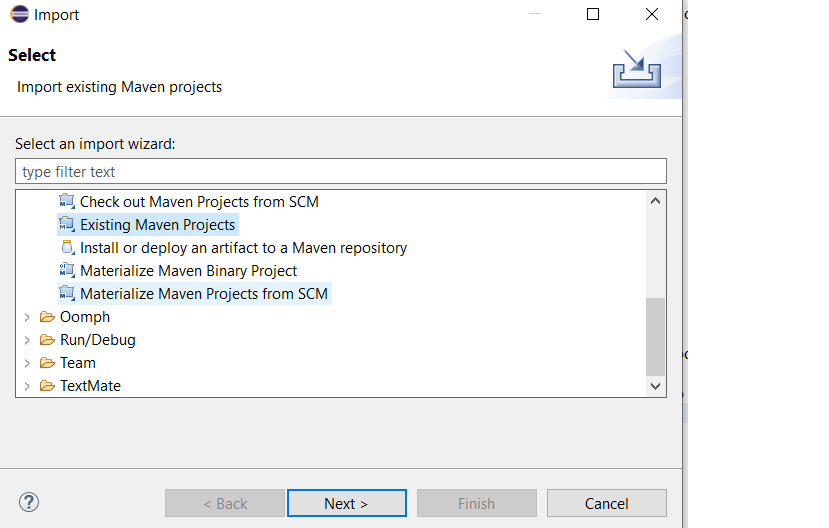 Import
Select
Import existing Maven projects
Select an import wizard:
type filter text
Check out Maven Projects from SCM
Existing Maven Projects
Install or deploy an artifact to a Maven repository
Materialize Maven Binary Project
Materialize Maven Projects from SCM
Oomph
Run/Debug
Team
TextMate
?
< Back Next > Finish Cancel